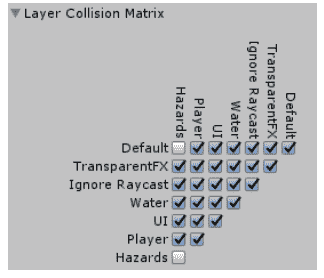 Layer Collision Matrix
Default
TransparentFX
Ignore Raycast
Water
UI
Player
Hazards
Default
TransparentFX
Ignore Raycast
Water
UI
Player
Hazards